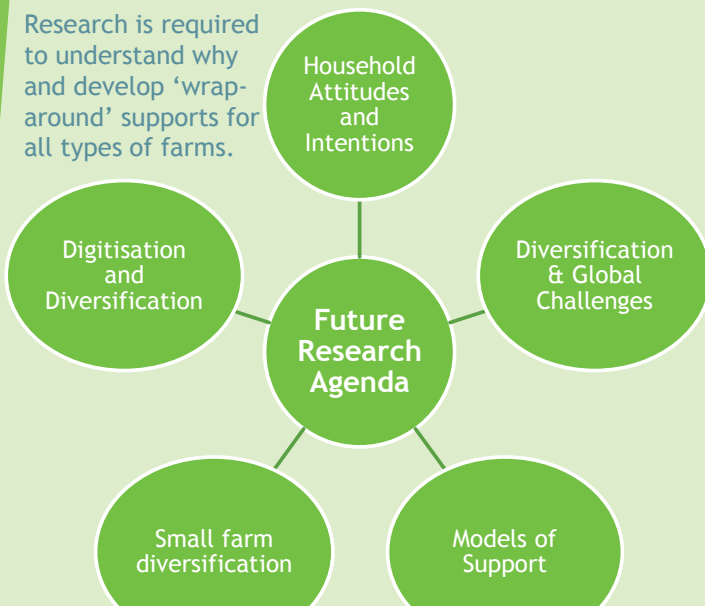 Research is required
to understand why
and develop ‘wrap-
around’ supports for
all types of farms.
Household
Attitudes
and
Intentions
Diversification
& Global
Challenges
Models of
Support
Small farm
diversification
Digitisation
and
Diversification
Future
Research
Agenda